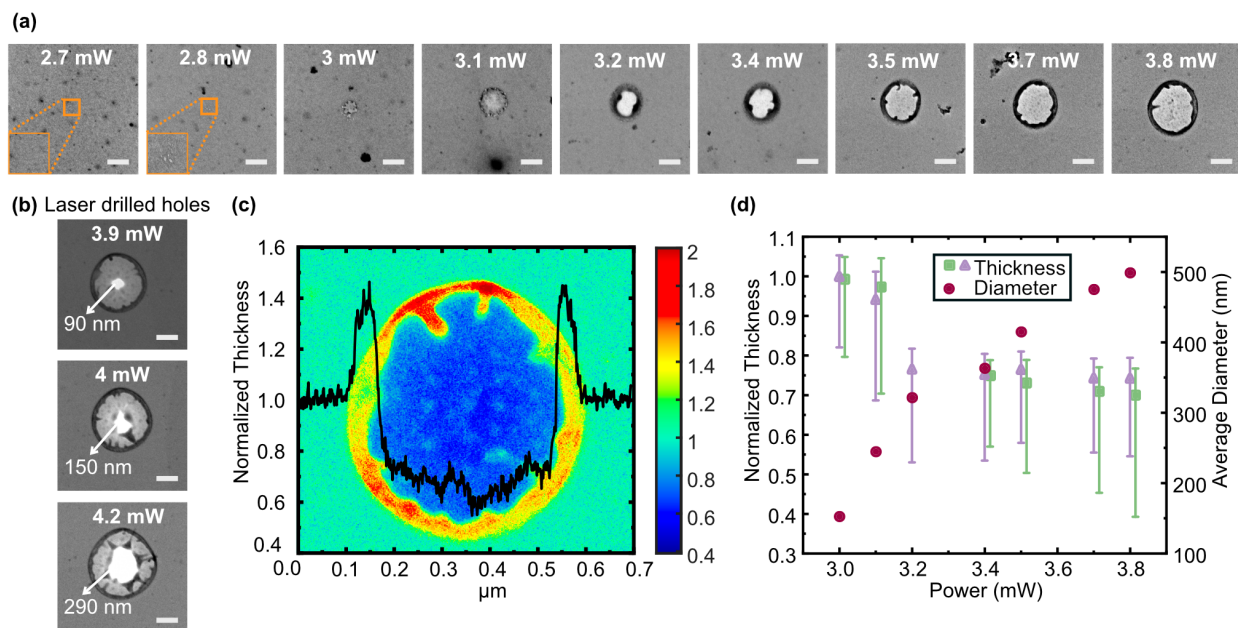 (a)
2.7 mW 2.8 mW 3 mW 3.1 mW 3.2 mW 3.4 mW 3.5 mW 3.7 mW 3.8 mW
(b) Laser drilled holes
3.9 mW
90 nm
4 mW
150 nm
4.2 mW
290 nm
(c)
Normalized Thickness
1.6
1.4
1.2
1.0
0.8
0.6
0.4
0.0 0.1 0.2 0.3 0.4 0.5 0.6 0.7
µm
2
1.8
1.6
1.4
1.2
1
0.8
0.6
0.4
(d)
Normalized Thickness
1.1
1.0
0.9
0.8
0.7
0.6
0.5
0.4
0.3
Thickness
Diameter
3.0 3.2 3.4 3.6 3.8
Power (mW)
500
400
300
200
100
Average Diameter (nm)